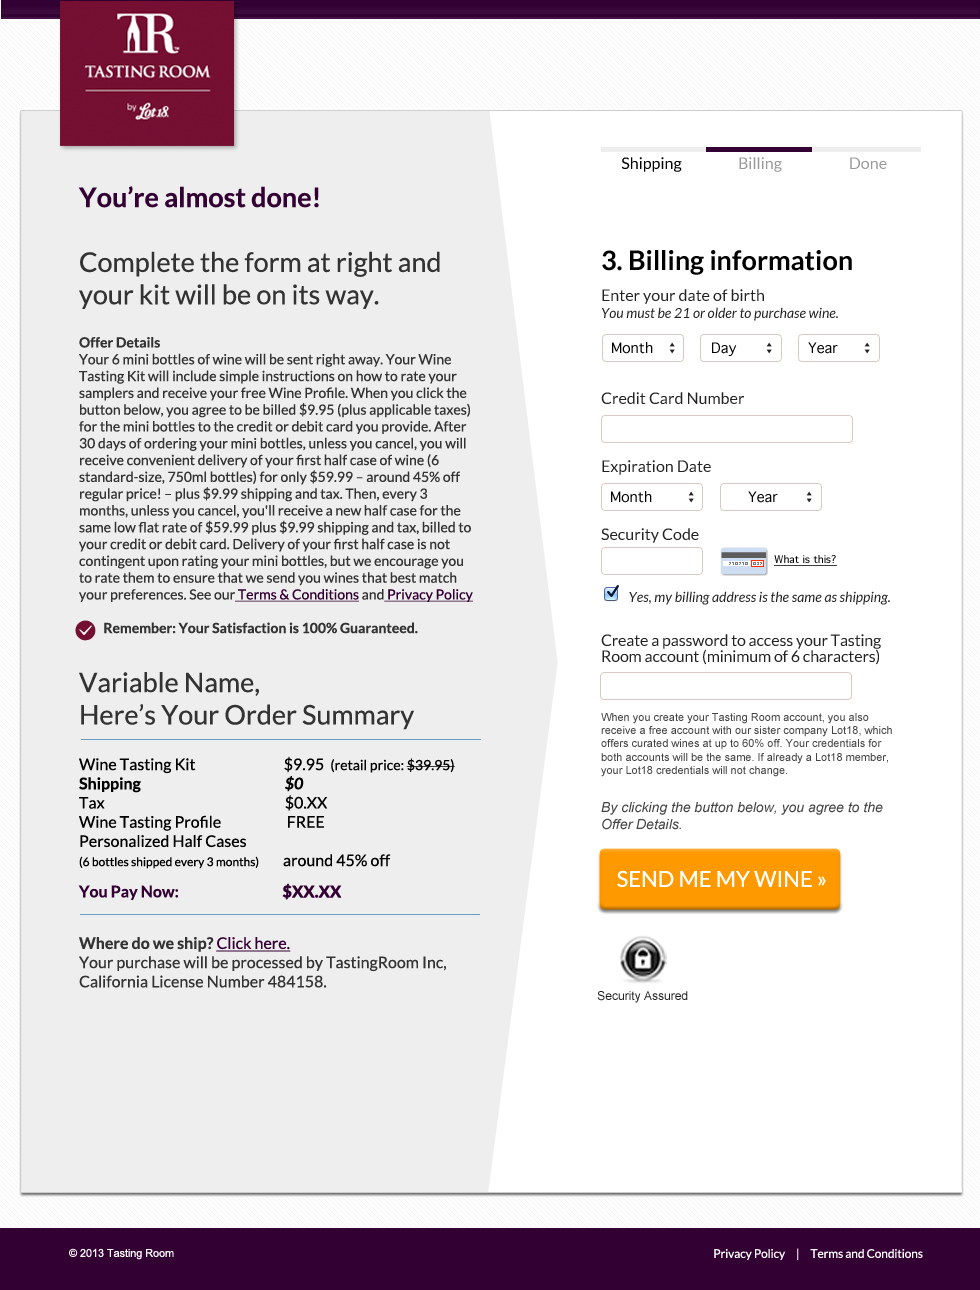 TR™
TASTING ROOM
by Lot18
You’re almost done!
Complete the form at right and
your kit will be on its way.
Offer Details
Your 6 mini bottles of wine will be sent right away. Your Wine
Tasting Kit will include simple instructions on how to rate your
samplers and receive your free Wine Profile. When you click the
button below, you agree to be billed $9.95 (plus applicable taxes)
for the mini bottles to the credit or debit card you provide. After
30 days of ordering your mini bottles, unless you cancel, you will
receive convenient delivery of your first half case of wine (6
standard-size, 750ml bottles) for only $59.99 – around 45% off
regular price! – plus $9.99 shipping and tax. Then, every 3
months, unless you cancel, you'll receive a new half case for the
same low flat rate of $59.99 plus $9.99 shipping and tax, billed to
your credit or debit card. Delivery of your first half case is not
contingent upon rating your mini bottles, but we encourage you
to rate them to ensure that we send you wines that best match
your preferences. See our Terms & Conditions and Privacy Policy
Remember: Your Satisfaction is 100% Guaranteed.
Variable Name,
Here’s Your Order Summary
Wine Tasting Kit $9.95 (retail price: $39.95)
Shipping $0
Tax $0.XX
Wine Tasting Profile FREE
Personalized Half Cases
(6 bottles shipped every 3 months) around 45% off
You Pay Now: $XX.XX
Where do we ship? Click here.
Your purchase will be processed by TastingRoom Inc,
California License Number 484158.
Shipping Billing Done
3. Billing information
Enter your date of birth
You must be 21 or older to purchase wine.
Month Day Year
Credit Card Number
Expiration Date
Month Year
Security Code
What is this?
Yes, my billing address is the same as shipping.
Create a password to access your Tasting
Room account (minimum of 6 characters)
When you create your Tasting Room account, you also
receive a free account with our sister company Lot18, which
offers curated wines at up to 60% off. Your credentials for
both accounts will be the same. If already a Lot18 member,
your Lot18 credentials will not change.
By clicking the button below, you agree to the
Offer Details.
SEND ME MY WINE »
Security Assured
© 2013 Tasting Room
Privacy Policy | Terms and Conditions